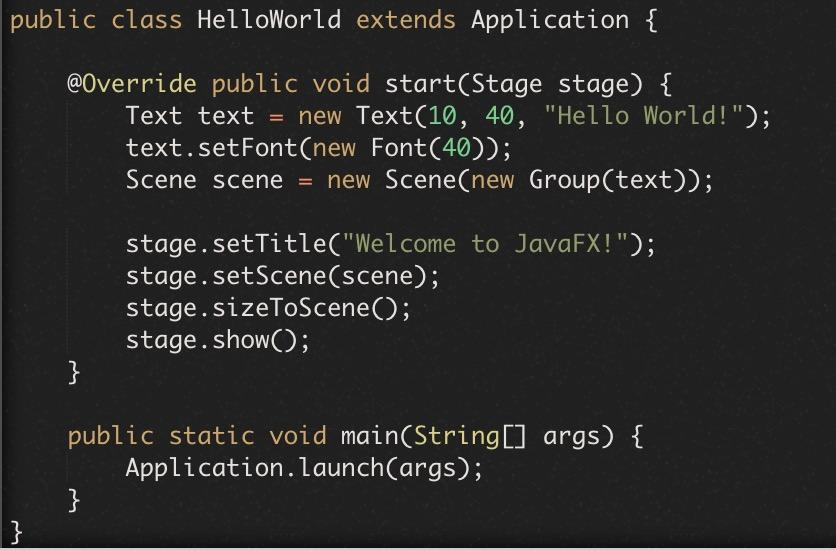 public class HelloWorld extends Application {
@Override public void start(Stage stage) {
Text text = new Text(10, 40, "Hello World!");
text.setFont(new Font(40));
Scene scene = new Scene(new Group(text));
stage.setTitle("Welcome to JavaFX!");
stage.setScene(scene);
stage.sizeToScene();
stage.show();
}
public static void main(String[] args) {
Application.launch(args);
}
}